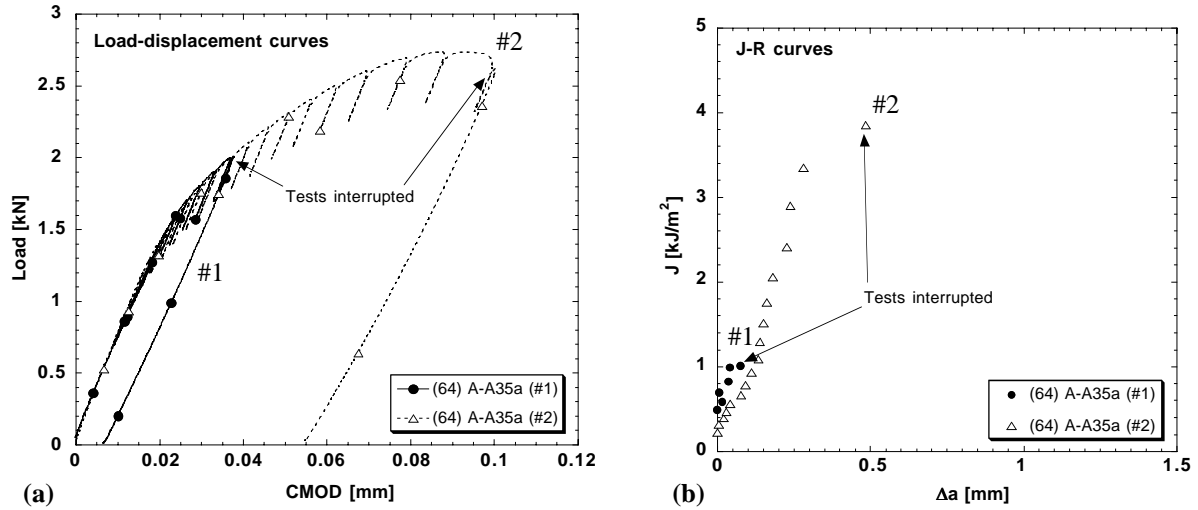 Load-displacement curves
#2
Tests interrupted
#1
(64) A-A35a (#1)
(64) A-A35a (#2)
3
2.5
2
1.5
1
0.5
0
Load [kN]
0 0.02 0.04 0.06 0.08 0.1 0.12
CMOD [mm]
(a)
J-R curves
#2
Tests interrupted
#1
(64) A-A35a (#1)
(64) A-A35a (#2)
5
4
3
2
1
0
J [kJ/m²]
0 0.5 1 1.5
Δa [mm]
(b)